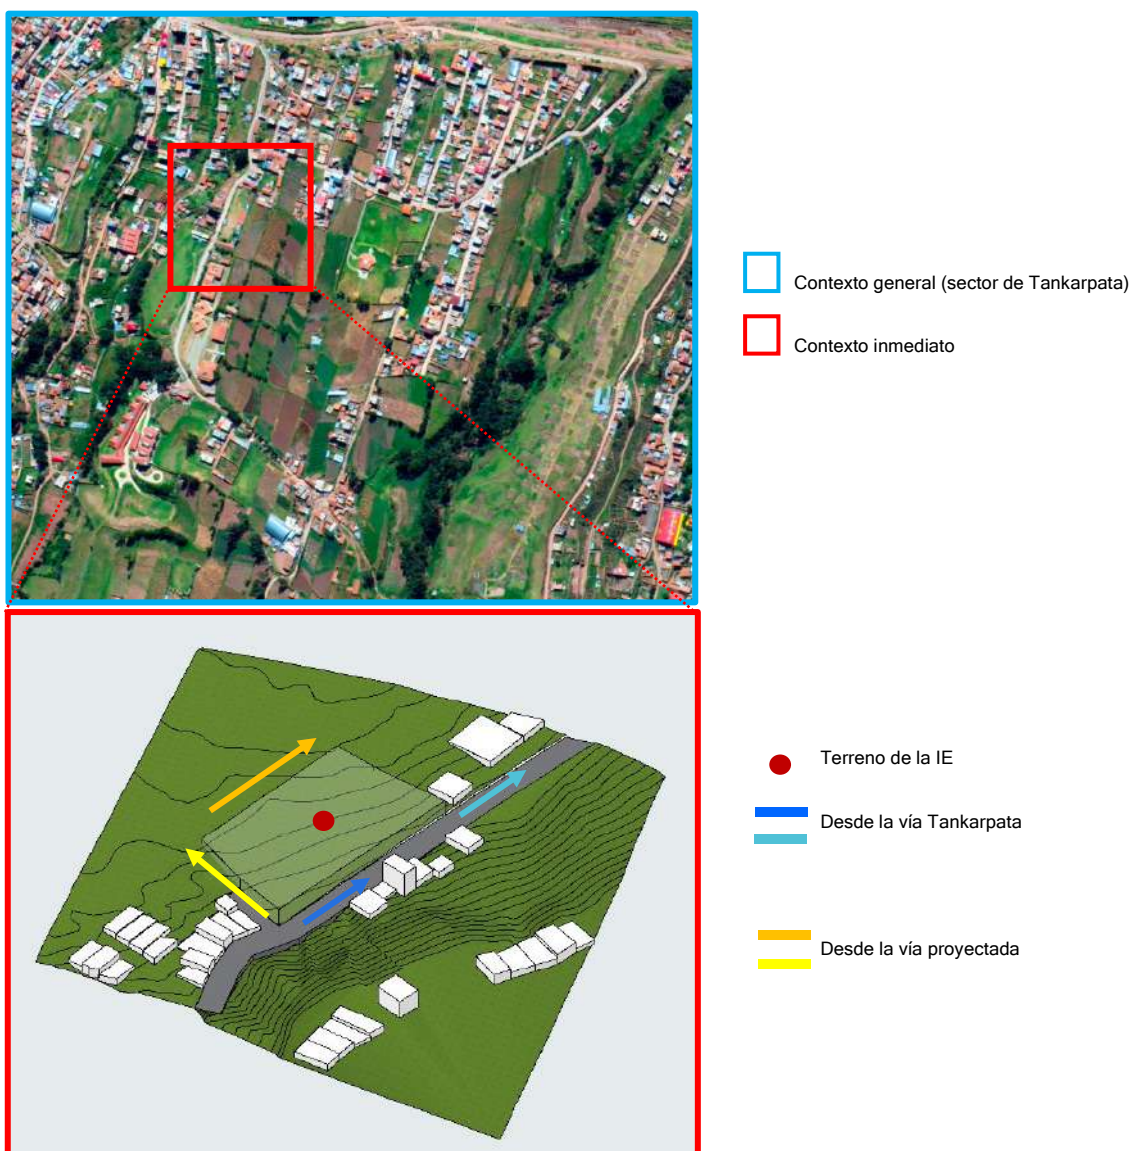 Contexto general (sector de Tankarpata)
Contexto inmediato
Terreno de la IE
Desde la vía Tankarpata
Desde la vía proyectada